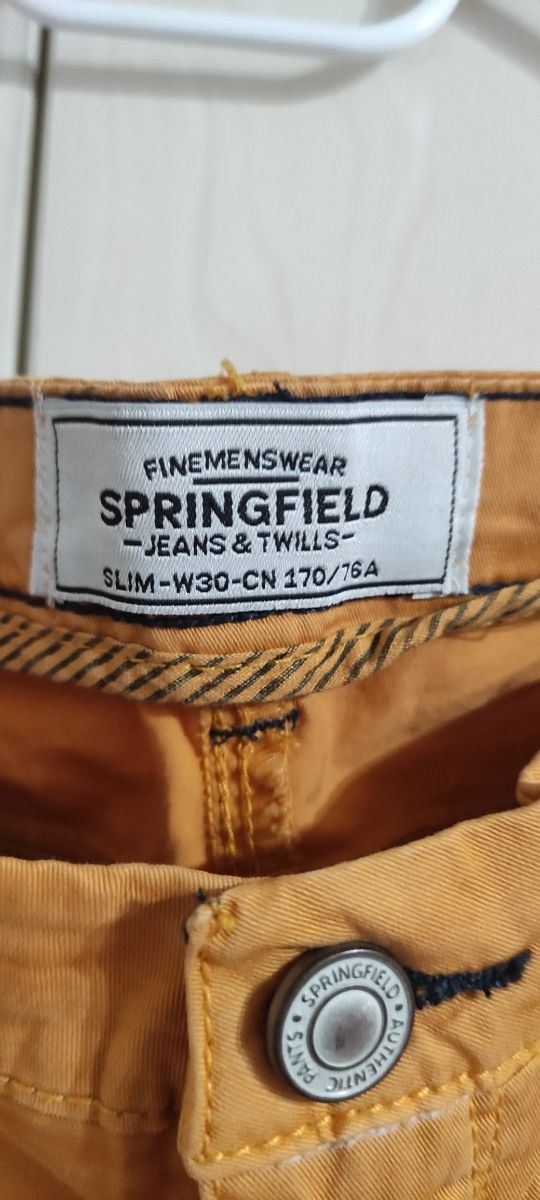 FINEMENSWEAR
SPRINGFIELD
-JEANS & TWILLS-
SLIM-W30-CN 170/76A
• SPRINGFIELD •
AUTHENTIC PANTS